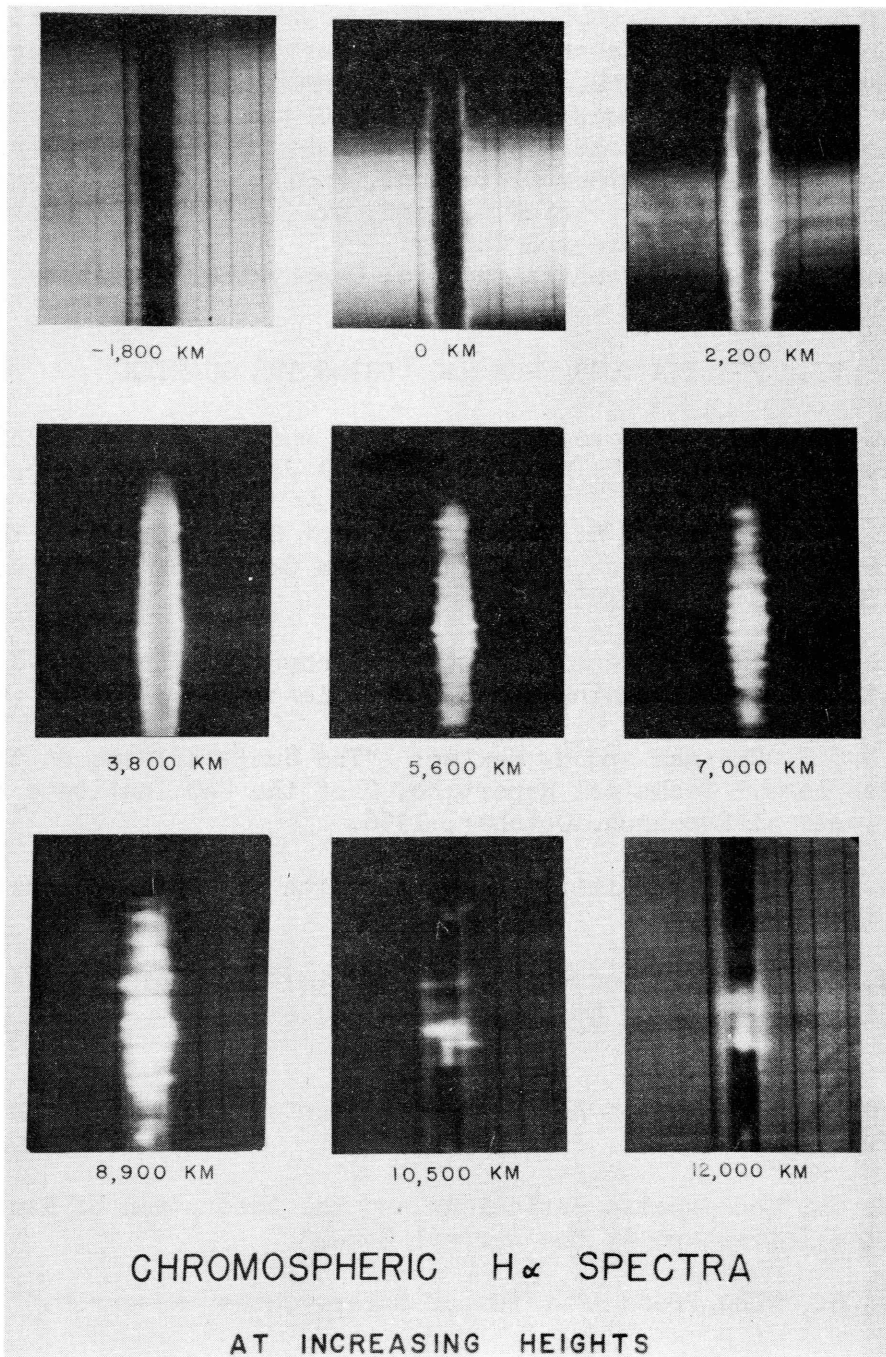 -1,800 KM
0 KM
2,200 KM
3,800 KM
5,600 KM
7,000 KM
8,900 KM
10,500 KM
12,000 KM
CHROMOSPHERIC H∝ SPECTRA
AT INCREASING HEIGHTS